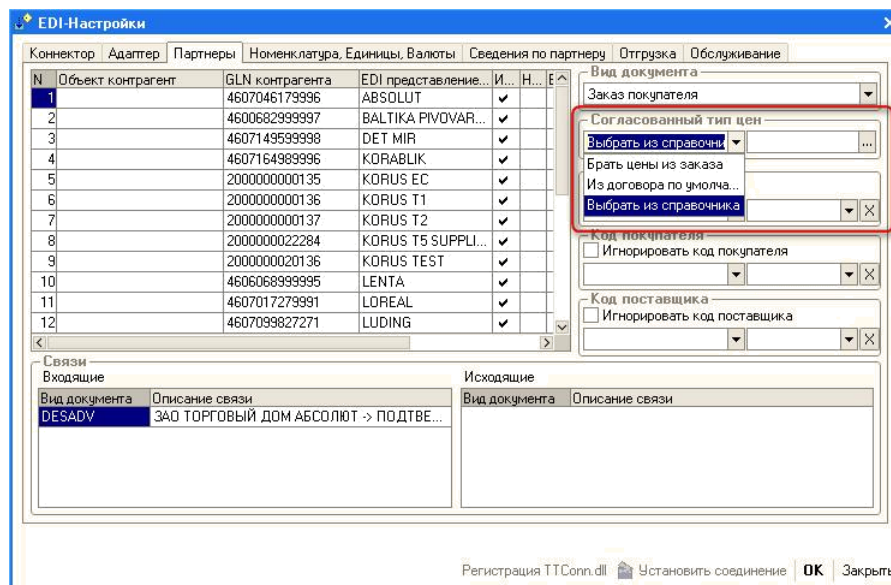 EDI-Настройки
Коннектор Адаптер Партнеры Номенклатура, Единицы, Валюты Сведения по партнеру Отгрузка Обслуживание
N Объект контрагент GLN контрагента EDI представление... И... Н... Е
1 4607046179996 ABSOLUT
2 4600682999997 BALTIKA PIVOVAR...
3 4607149599998 DET MIR
4 4607164989996 KORABLIK
5 2000000000135 KORUS EC
6 2000000000136 KORUS T1
7 2000000000137 KORUS T2
8 2000000022284 KORUS T5 SUPPLI...
9 2000000020136 KORUS TEST
10 4606068999995 LENTA
11 4607017279991 LOREAL
12 4607099827271 LUDING
Вид документа
Заказ покупателя
Согласованный тип цен
Выбрать из справочни
...
Брать цены из заказа
Из договора по умолча...
Выбрать из справочника
X
Код покупателя
Игнорировать код покупателя
X
Код поставщика
Игнорировать код поставщика
X
Связи
Входящие
Вид документа Описание связи
DESADV ЗАО ТОРГОВЫЙ ДОМ АБСОЛЮТ -> ПОДТВЕ...
Исходящие
Вид документа Описание связи
Регистрация TTConn.dll Установить соединение OK Закрыть